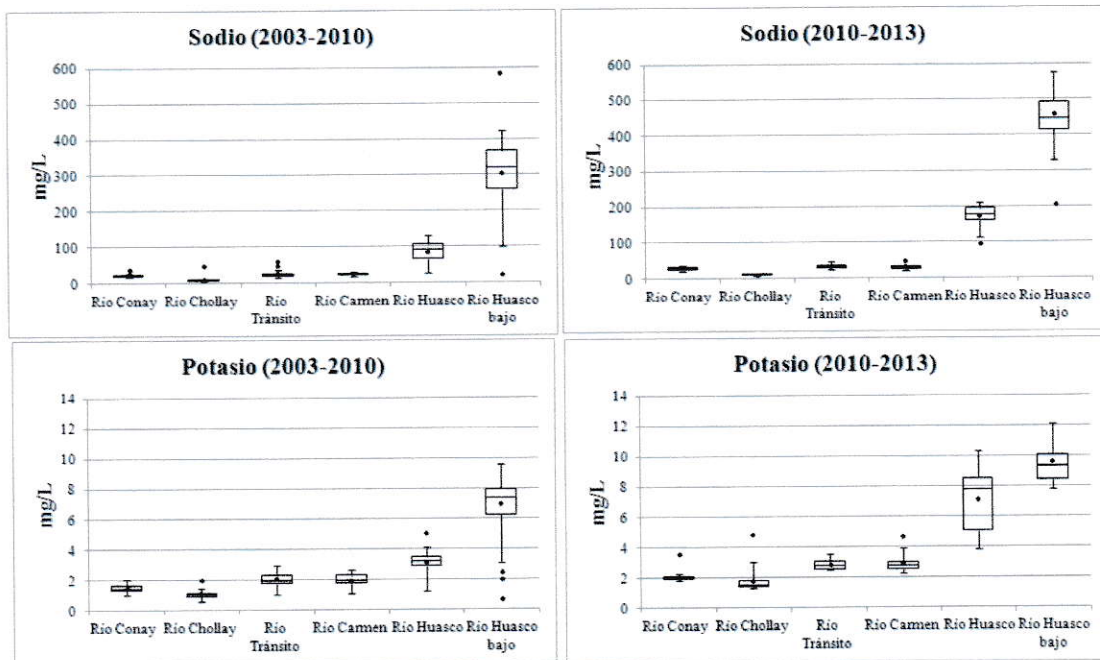 Sodio (2003-2010)
600
500
400
300
200
100
0
mg/L
Río Conay Río Chollay Río Tránsito Río Carmen Río Huasco Río Huasco bajo
Sodio (2010-2013)
600
500
400
300
200
100
0
mg/L
Río Conay Río Chollay Río Tránsito Río Carmen Río Huasco Río Huasco bajo
Potasio (2003-2010)
14
12
10
8
6
4
2
0
mg/L
Río Conay Río Chollay Río Tránsito Río Carmen Río Huasco Río Huasco bajo
Potasio (2010-2013)
14
12
10
8
6
4
2
0
mg/L
Río Conay Río Chollay Río Tránsito Río Carmen Río Huasco Río Huasco bajo